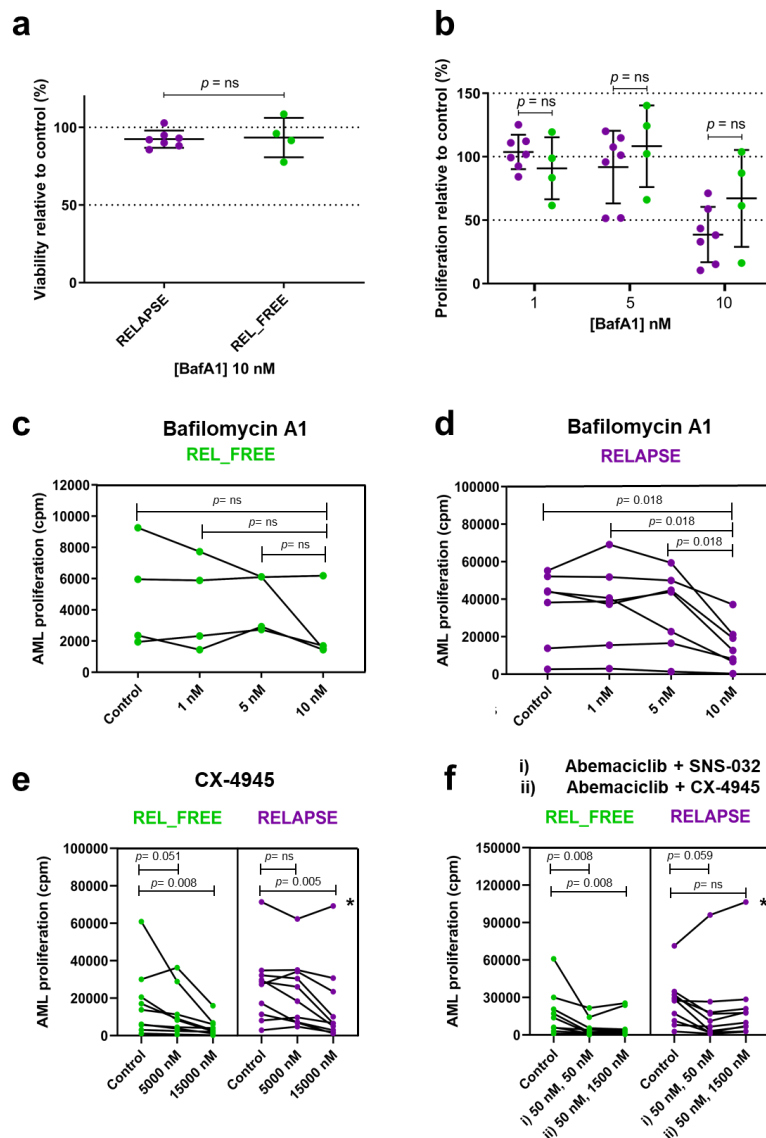 a
Viability relative to control (%)
150
100
50
0
p = ns
RELAPSE
REL_FREE
[BafA1] 10 nM
b
Proliferation relative to control (%)
150
100
50
0
p = ns
p = ns
p = ns
1
5
10
[BafA1] nM
c
Bafilomycin A1
REL_FREE
AML proliferation (cpm)
12000
10000
8000
6000
4000
2000
0
p= ns
p= ns
p= ns
Control
1 nM
5 nM
10 nM
d
Bafilomycin A1
RELAPSE
AML proliferation (cpm)
100000
80000
60000
40000
20000
0
p= 0.018
p= 0.018
p= 0.018
Control
1 nM
5 nM
10 nM
e
CX-4945
REL_FREE
RELAPSE
AML proliferation (cpm)
100000
80000
60000
40000
20000
0
p= 0.051
p= 0.008
p= ns
p= 0.005
*
Control
5000 nM
15000 nM
Control
5000 nM
15000 nM
f
i) Abemaciclib + SNS-032
ii) Abemaciclib + CX-4945
REL_FREE
RELAPSE
AML proliferation (cpm)
150000
120000
90000
60000
30000
0
p= 0.008
p= 0.008
p= 0.059
p= ns
*
Control
i) 50 nM, 50 nM
ii) 50 nM, 1500 nM
Control
i) 50 nM, 50 nM
ii) 50 nM, 1500 nM